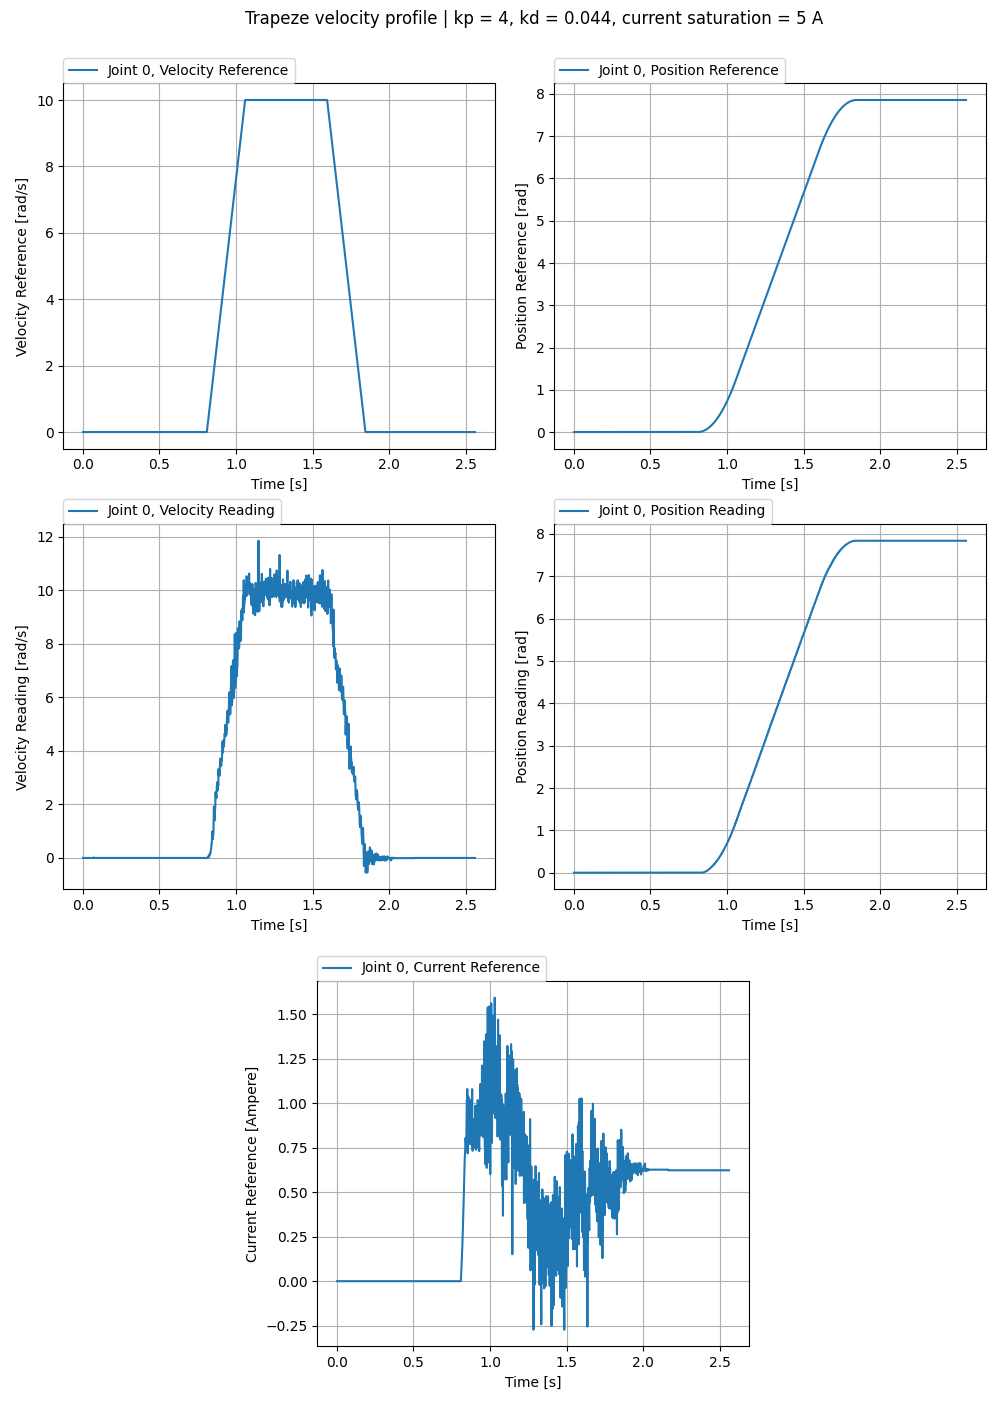 Trapeze velocity profile | kp = 4, kd = 0.044, current saturation = 5 A
Joint 0, Velocity Reference
Velocity Reference [rad/s]
10
8
6
4
2
0
0.0 0.5 1.0 1.5 2.0 2.5
Time [s]
Joint 0, Position Reference
Position Reference [rad]
8
7
6
5
4
3
2
1
0
0.0 0.5 1.0 1.5 2.0 2.5
Time [s]
Joint 0, Velocity Reading
Velocity Reading [rad/s]
12
10
8
6
4
2
0
0.0 0.5 1.0 1.5 2.0 2.5
Time [s]
Joint 0, Position Reading
Position Reading [rad]
8
7
6
5
4
3
2
1
0
0.0 0.5 1.0 1.5 2.0 2.5
Time [s]
Joint 0, Current Reference
Current Reference [Ampere]
1.50
1.25
1.00
0.75
0.50
0.25
0.00
−0.25
0.0 0.5 1.0 1.5 2.0 2.5
Time [s]